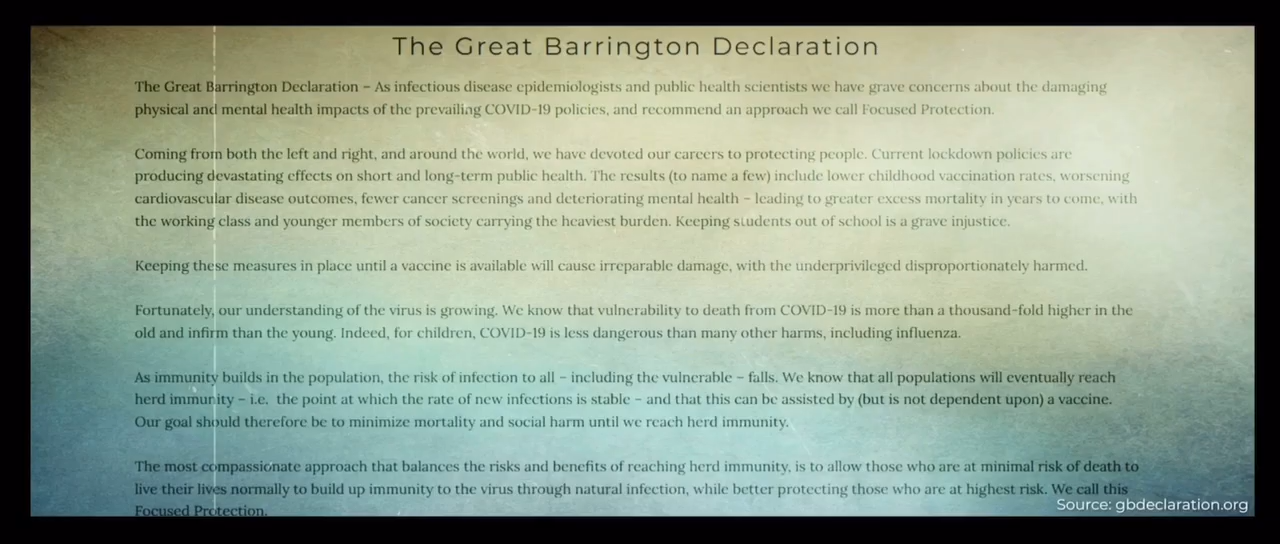 The Great Barrington Declaration
The Great Barrington Declaration – As infectious disease epidemiologists and public health scientists we have grave concerns about the damaging
physical and mental health impacts of the prevailing COVID-19 policies, and recommend an approach we call Focused Protection.
Coming from both the left and right, and around the world, we have devoted our careers to protecting people. Current lockdown policies are
producing devastating effects on short and long-term public health. The results (to name a few) include lower childhood vaccination rates, worsening
cardiovascular disease outcomes, fewer cancer screenings and deteriorating mental health – leading to greater excess mortality in years to come, with
the working class and younger members of society carrying the heaviest burden. Keeping students out of school is a grave injustice.
Keeping these measures in place until a vaccine is available will cause irreparable damage, with the underprivileged disproportionately harmed.
Fortunately, our understanding of the virus is growing. We know that vulnerability to death from COVID-19 is more than a thousand-fold higher in the
old and infirm than the young. Indeed, for children, COVID-19 is less dangerous than many other harms, including influenza.
As immunity builds in the population, the risk of infection to all – including the vulnerable – falls. We know that all populations will eventually reach
herd immunity – i.e. the point at which the rate of new infections is stable – and that this can be assisted by (but is not dependent upon) a vaccine.
Our goal should therefore be to minimize mortality and social harm until we reach herd immunity.
The most compassionate approach that balances the risks and benefits of reaching herd immunity, is to allow those who are at minimal risk of death to
live their lives normally to build up immunity to the virus through natural infection, while better protecting those who are at highest risk. We call this
Focused Protection.
Source: gbdeclaration.org